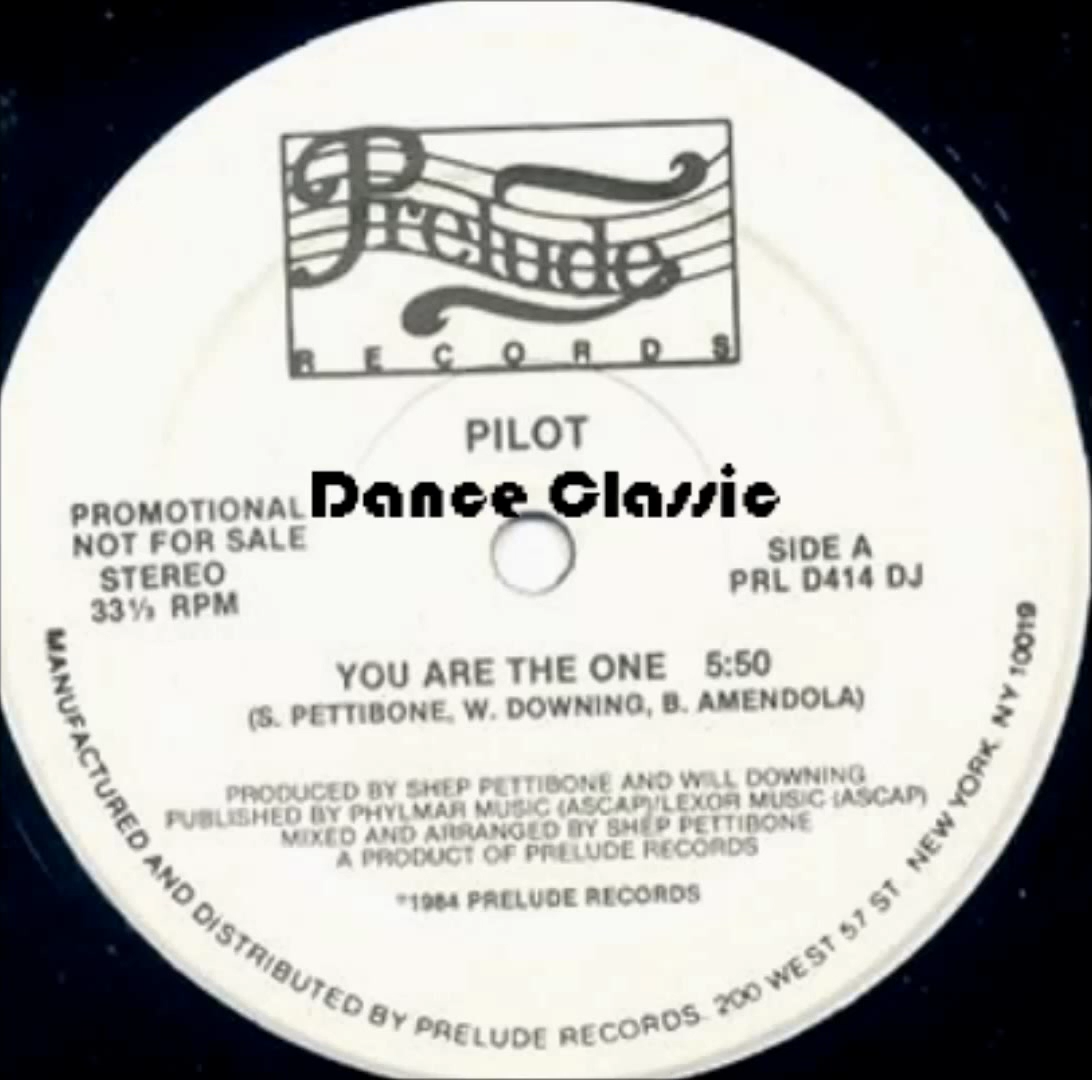 Prelude
RECORDS
PILOT
Dance Classic
PROMOTIONAL
NOT FOR SALE
STEREO
33⅓ RPM
SIDE A
PRL D414 DJ
YOU ARE THE ONE 5:50
(S. PETTIBONE, W. DOWNING, B. AMENDOLA)
PRODUCED BY SHEP PETTIBONE AND WILL DOWNING
PUBLISHED BY PHYLMAR MUSIC (ASCAP)/LEXOR MUSIC (ASCAP)
MIXED AND ARRANGED BY SHEP PETTIBONE
A PRODUCT OF PRELUDE RECORDS
℗1984 PRELUDE RECORDS
MANUFACTURED AND DISTRIBUTED BY PRELUDE RECORDS. 200 WEST 57 ST. NEW YORK. NY 10019